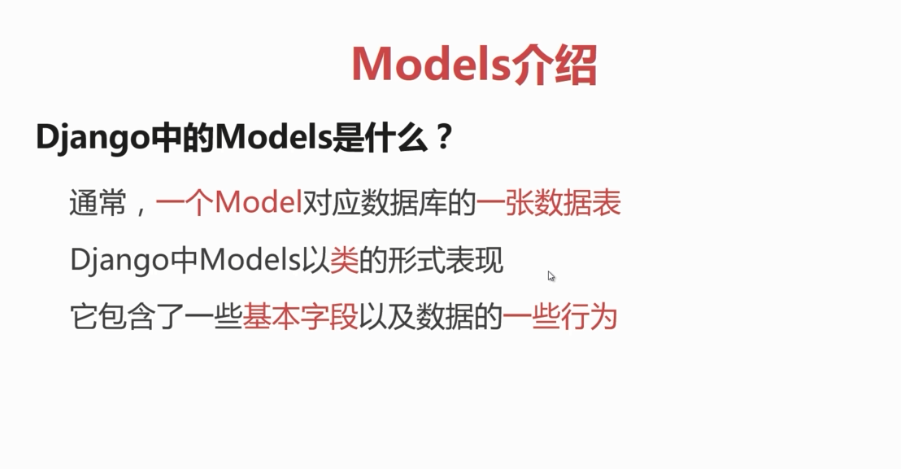 Models介绍
Django中的Models是什么？
通常，一个Model对应数据库的一张数据表
Django中Models以类的形式表现
它包含了一些基本字段以及数据的一些行为